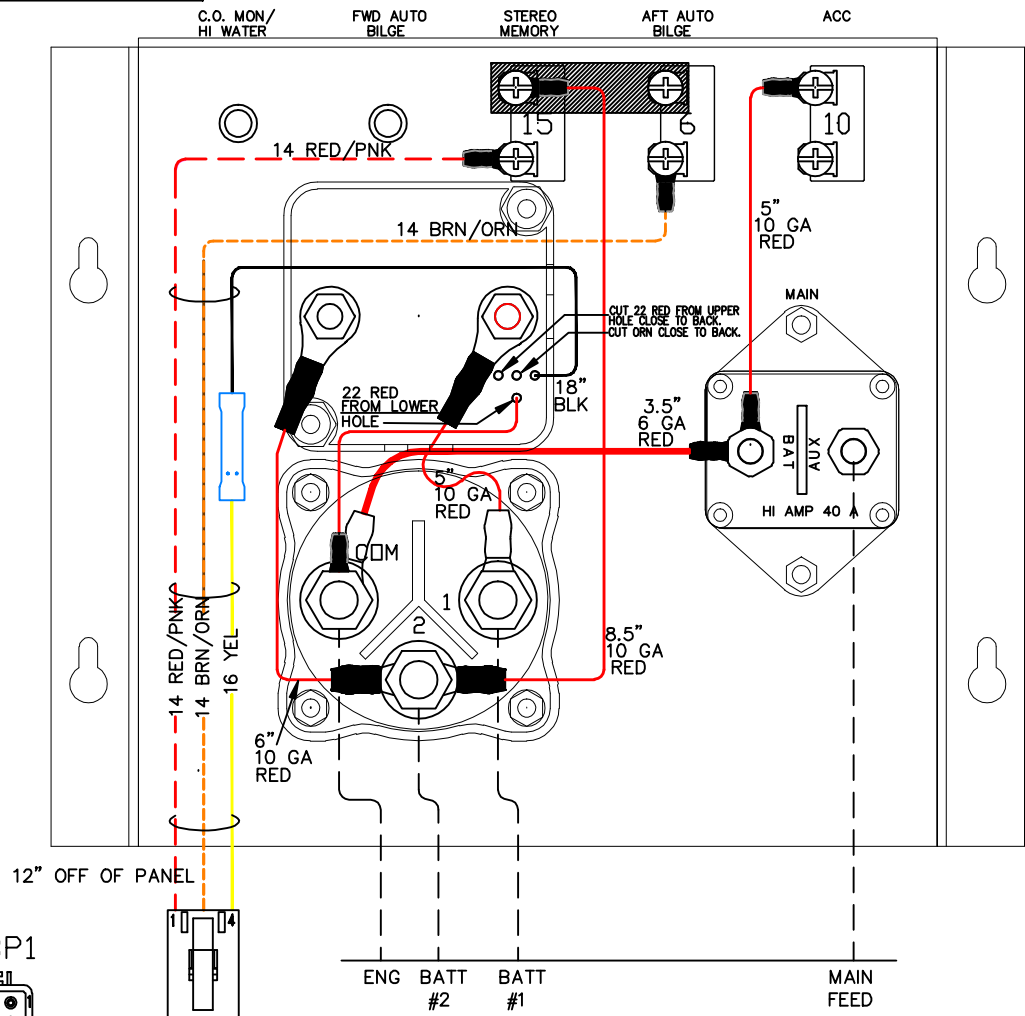 C.O. MON/
HI WATER
FWD AUTO
BILGE
STEREO
MEMORY
AFT AUTO
BILGE
ACC
15
6
10
14 RED/PNK
14 BRN/ORN
5"
10 GA
RED
MAIN
CUT 22 RED FROM UPPER
HOLE CLOSE TO BACK.
CUT ORN CLOSE TO BACK.
22 RED
FROM LOWER
HOLE
18"
BLK
3.5"
6 GA
RED
BAT
AUX
HI AMP 40 A
5"
10 GA
RED
COM
1
2
8.5"
10 GA
RED
14 RED/PNK
14 BRN/ORN
16 YEL
6"
10 GA
RED
12" OFF OF PANEL
1
4
P1
1
ENG
BATT
#2
BATT
#1
MAIN
FEED